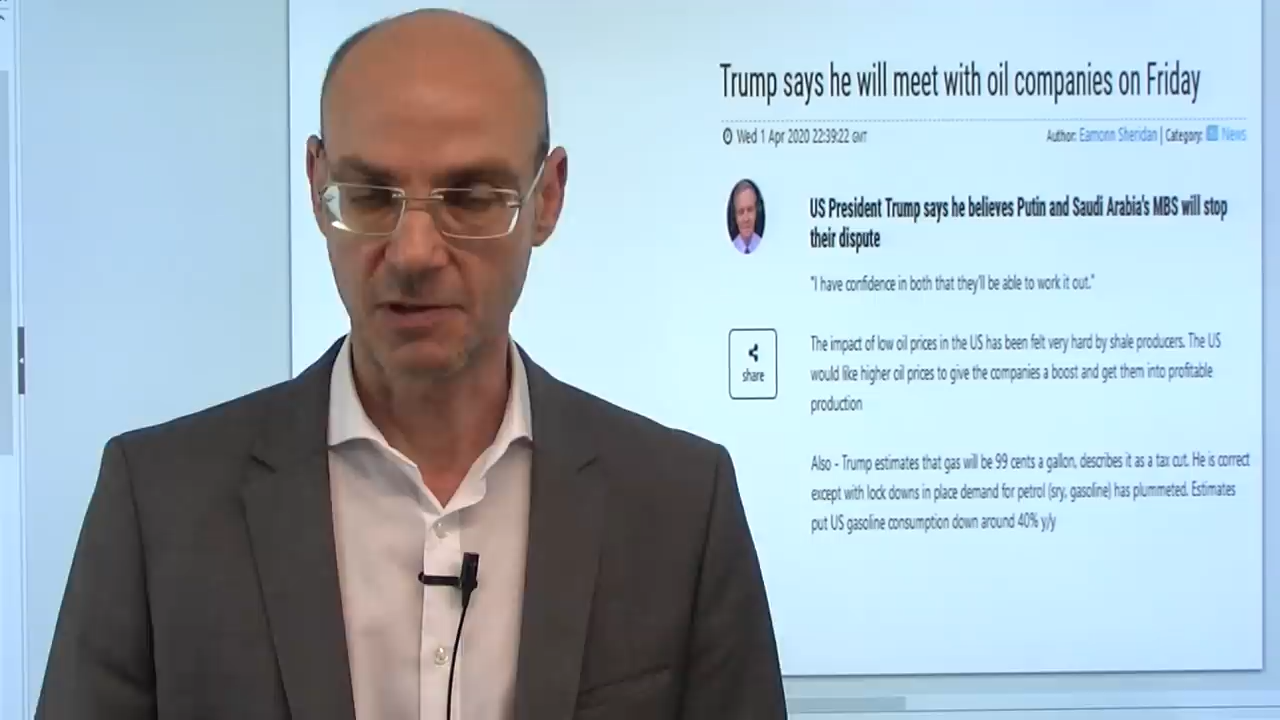 Trump says he will meet with oil companies on Friday
Wed 1 Apr 2020 22:39:22 GMT
Author: Eamonn Sheridan | Category: News
US President Trump says he believes Putin and Saudi Arabia's MBS will stop
their dispute
"I have confidence in both that they'll be able to work it out."
share
The impact of low oil prices in the US has been felt very hard by shale producers. The US
would like higher oil prices to give the companies a boost and get them into profitable
production
Also - Trump estimates that gas will be 99 cents a gallon, describes it as a tax cut. He is correct
except with lock downs in place demand for petrol (sry, gasoline) has plummeted. Estimates
put US gasoline consumption down around 40% y/y